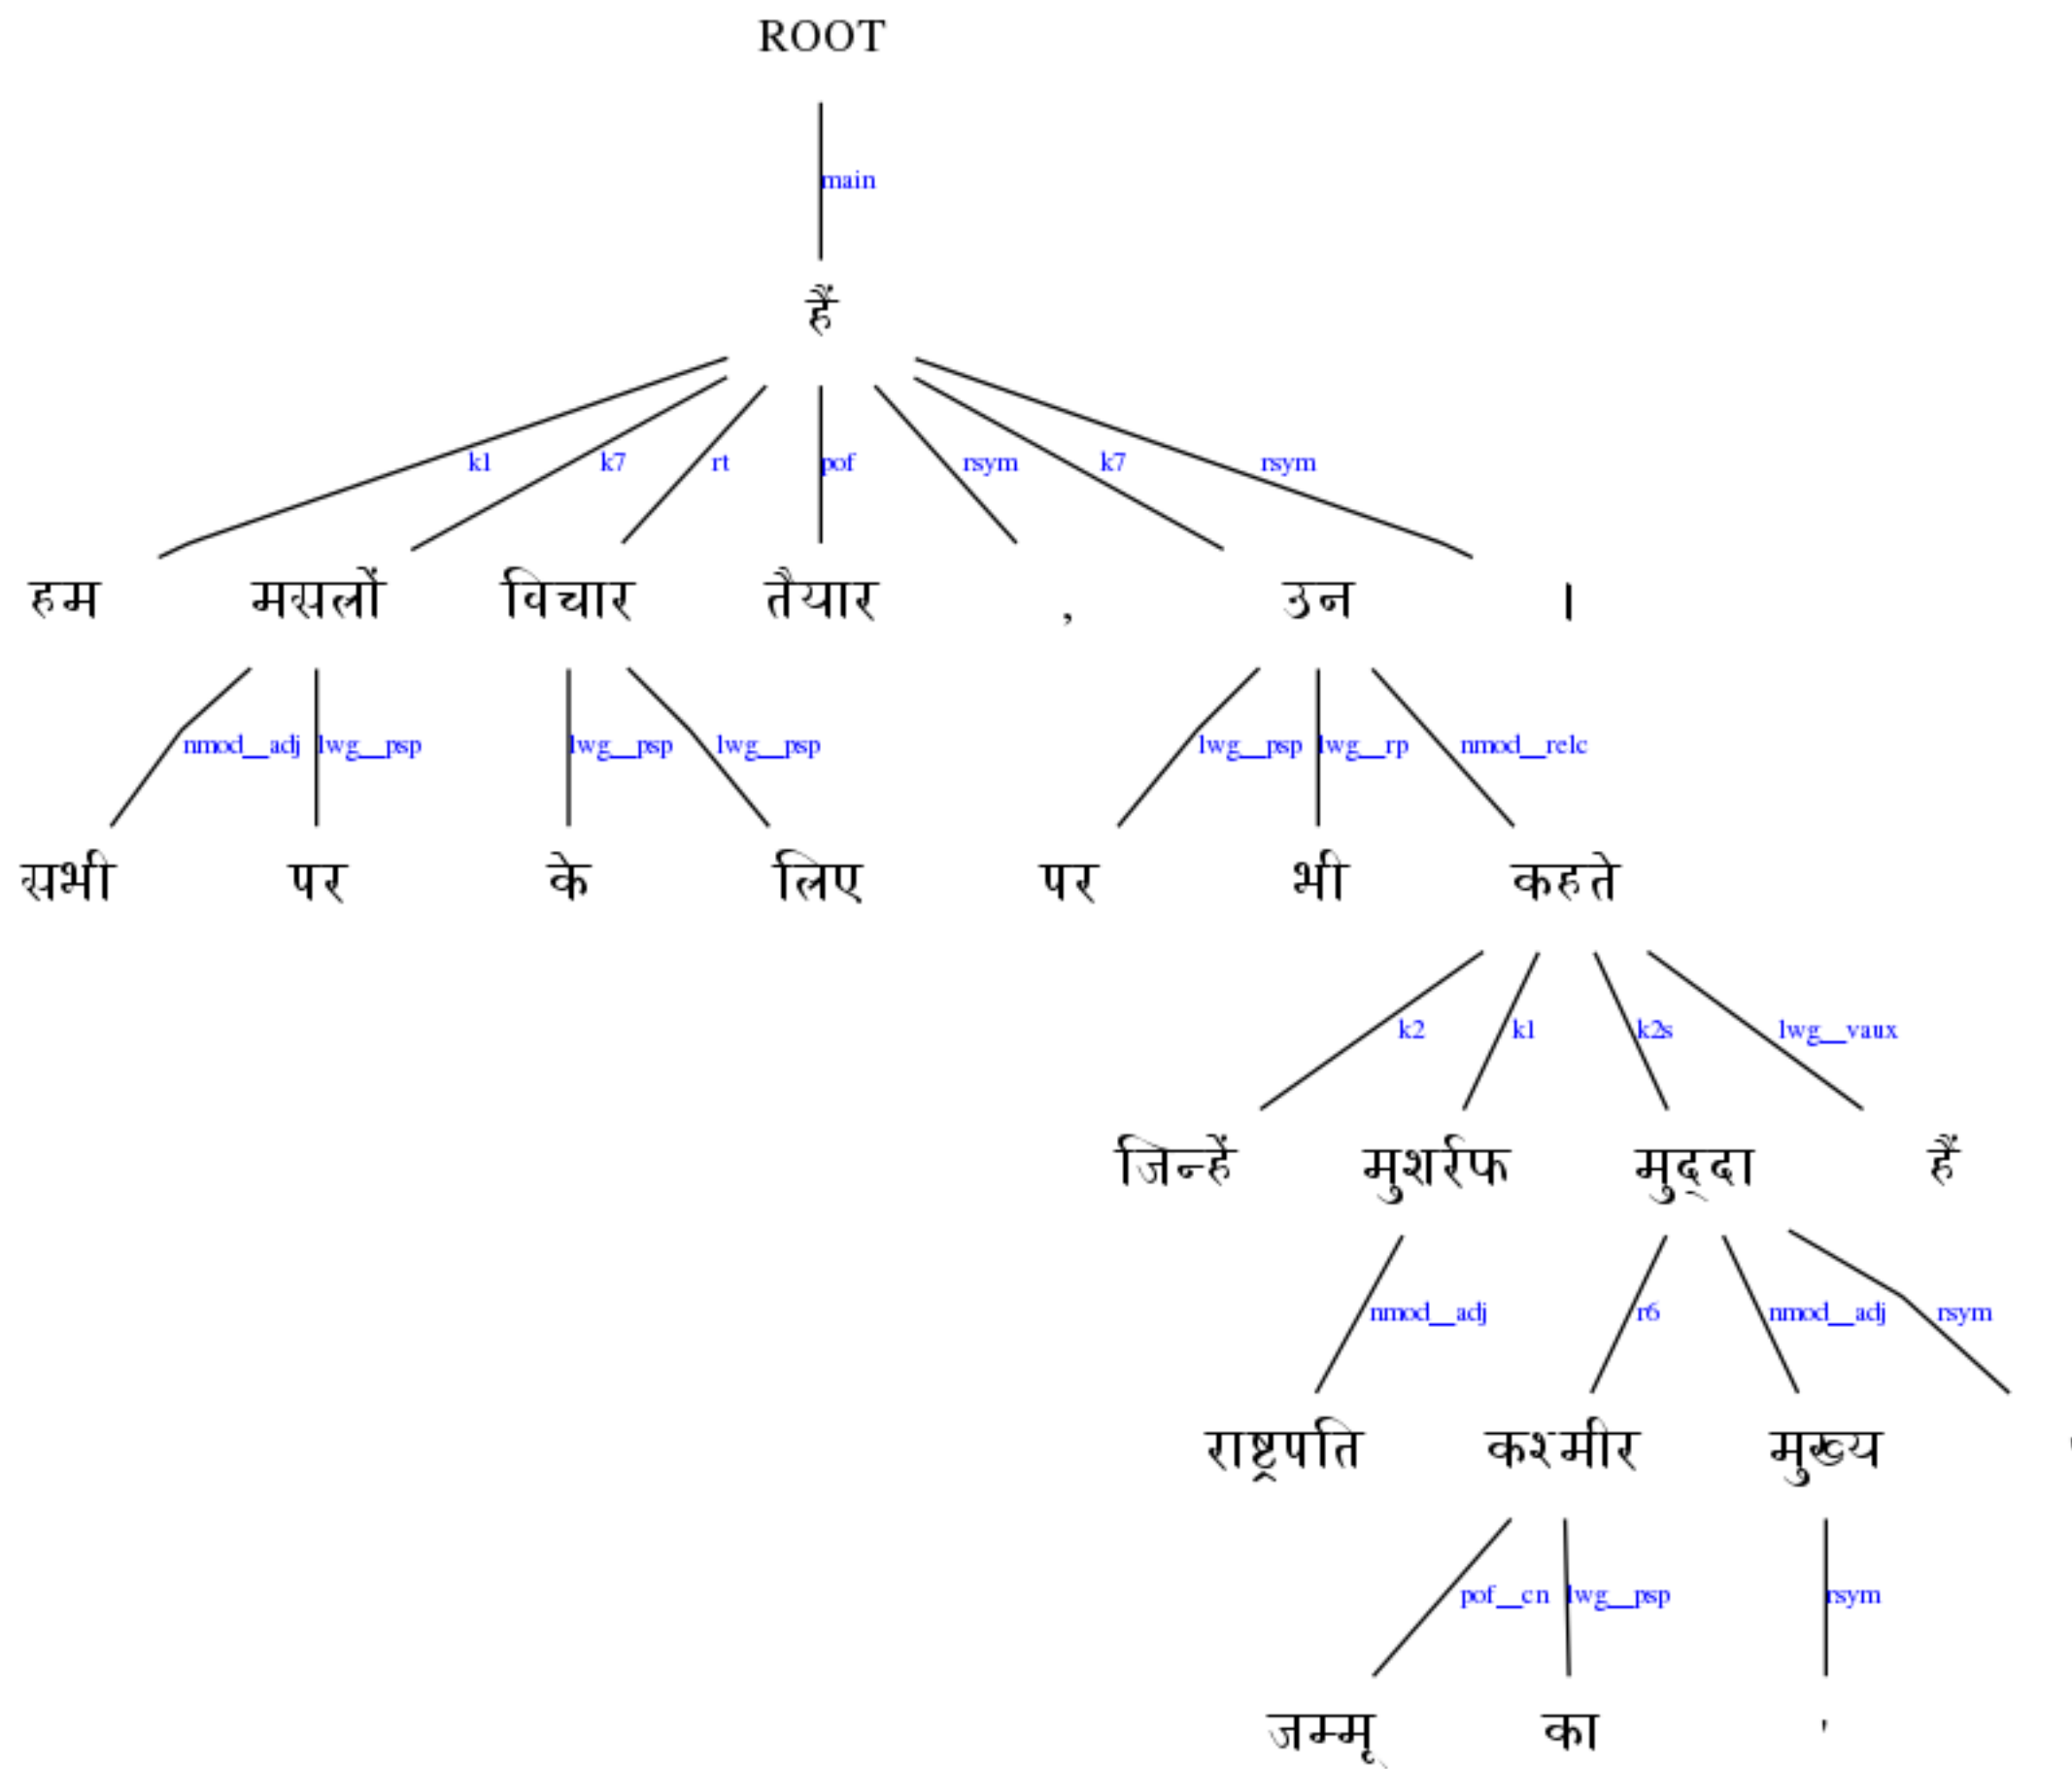 ROOT
main
हैं
k1 k7 rt pof rsym k7 rsym
हम मसलों विचार तैयार , उन ।
nmod__adj lwg__psp lwg__psp lwg__psp lwg__psp lwg__rp nmod__relc
सभी पर के लिए पर भी कहते
k2 k1 k2s lwg__vaux
जिन्हें मुशर्रफ मुद्दा हैं
nmod__adj r6 nmod__adj rsym
राष्ट्रपति कश्मीर मुख्य
pof__cn lwg__psp rsym
जम्मू का '